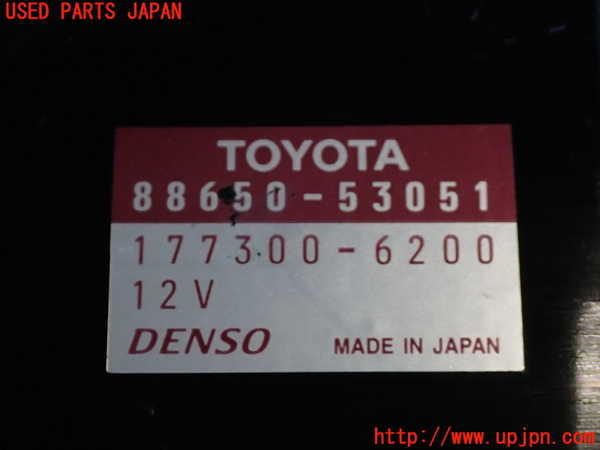 USED PARTS JAPAN
TOYOTA
88650-53051
177300-6200
12V
DENSO MADE IN JAPAN
http://www.upjpn.com